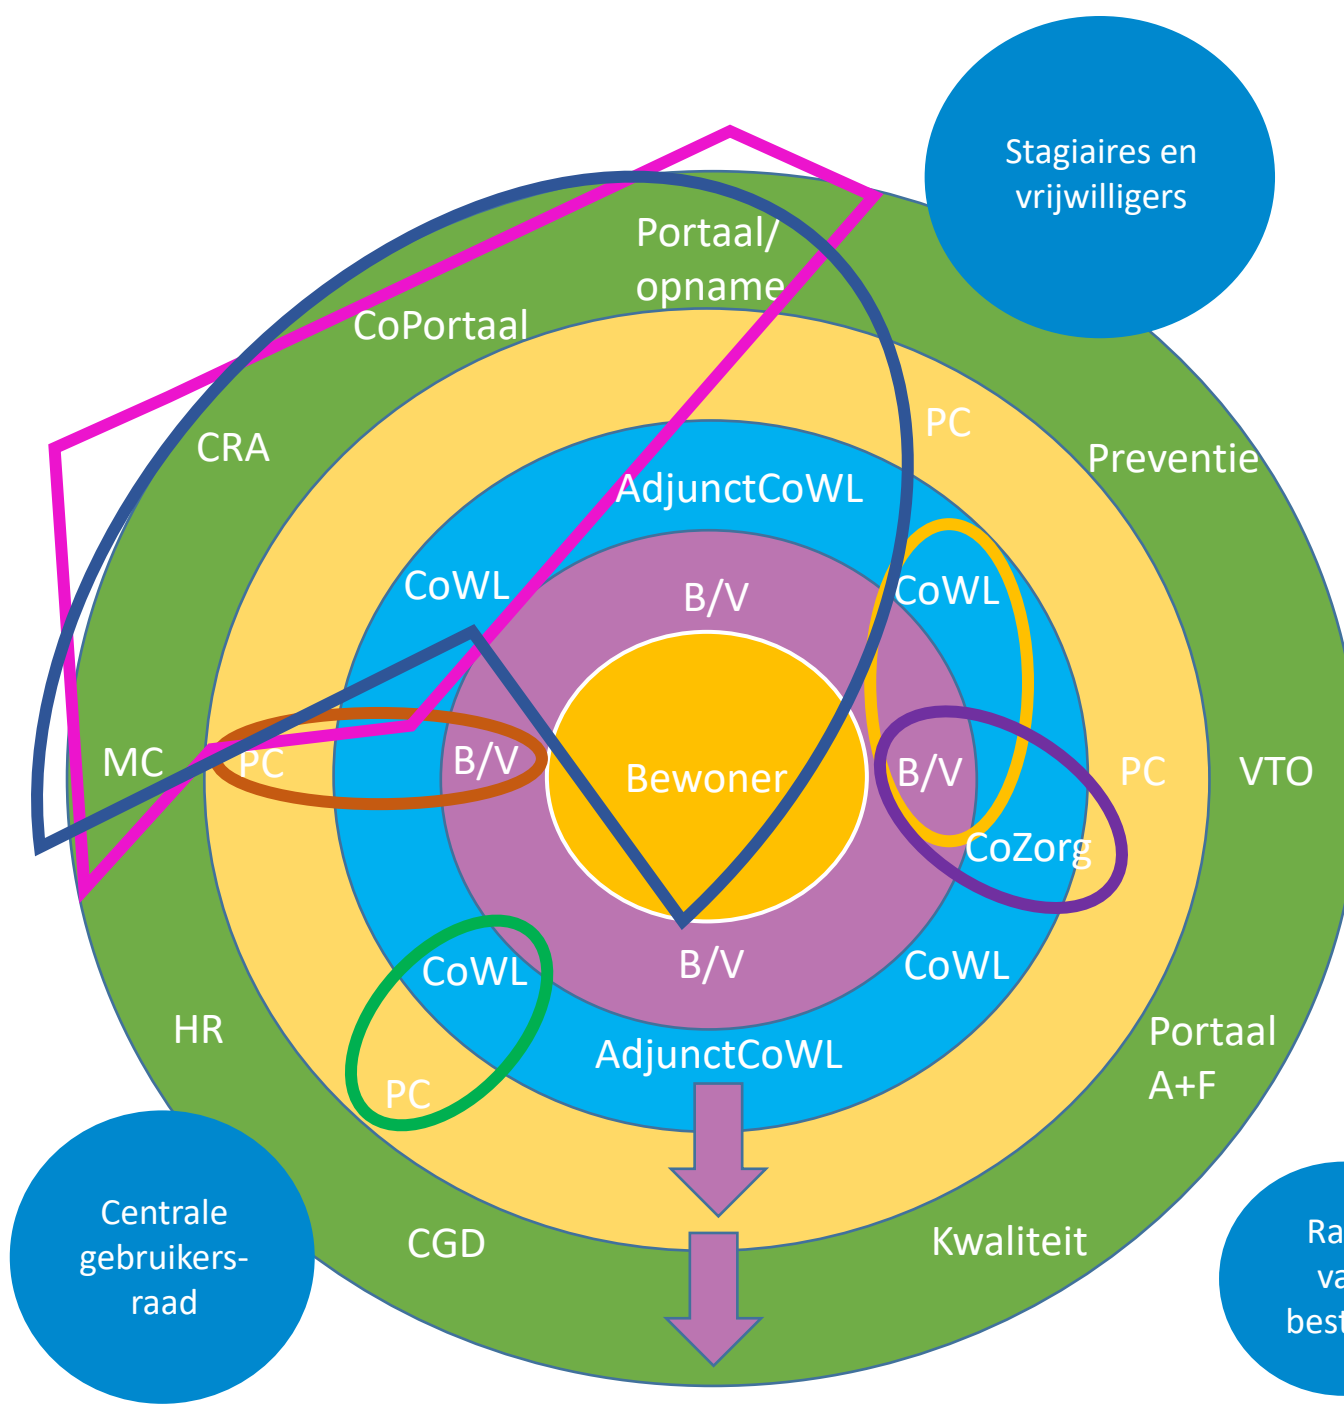 Stagiaires en
vrijwilligers
Portaal/
opname
CoPortaal
CRA
PC
Preventie
AdjunctCoWL
CoWL
CoWL
B/V
MC
PC
B/V
Bewoner
B/V
PC
VTO
CoZorg
B/V
CoWL
CoWL
HR
Portaal
A+F
AdjunctCoWL
PC
Centrale
gebruikers-
raad
CGD
Kwaliteit